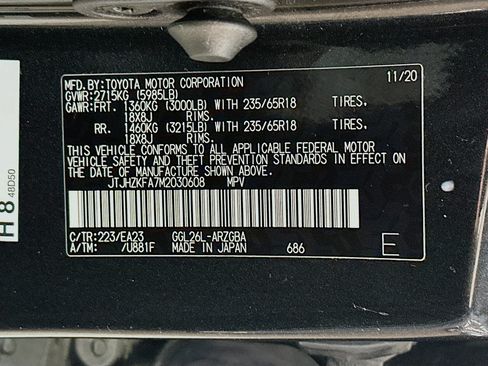 MFD.BY:TOYOTA MOTOR CORPORATION 11/20
GVWR:2715KG (5985LB)
GAWR:FRT. 1360KG (3000LB) WITH 235/65R18 TIRES.
18X8J RIMS.
RR. 1460KG (3215LB) WITH 235/65R18 TIRES.
18X8J RIMS.
THIS VEHICLE CONFORMS TO ALL APPLICABLE FEDERAL MOTOR
VEHICLE SAFETY AND THEFT PREVENTION STANDARDS IN EFFECT
ON THE DATE OF MANUFACTURE SHOWN ABOVE.
JTJHZKFA7M2030608 MPV
C/TR:223/EA23 GGL26L-ARZGBA
A/TM: /U881F MADE IN JAPAN 686 E
H 8 48D50